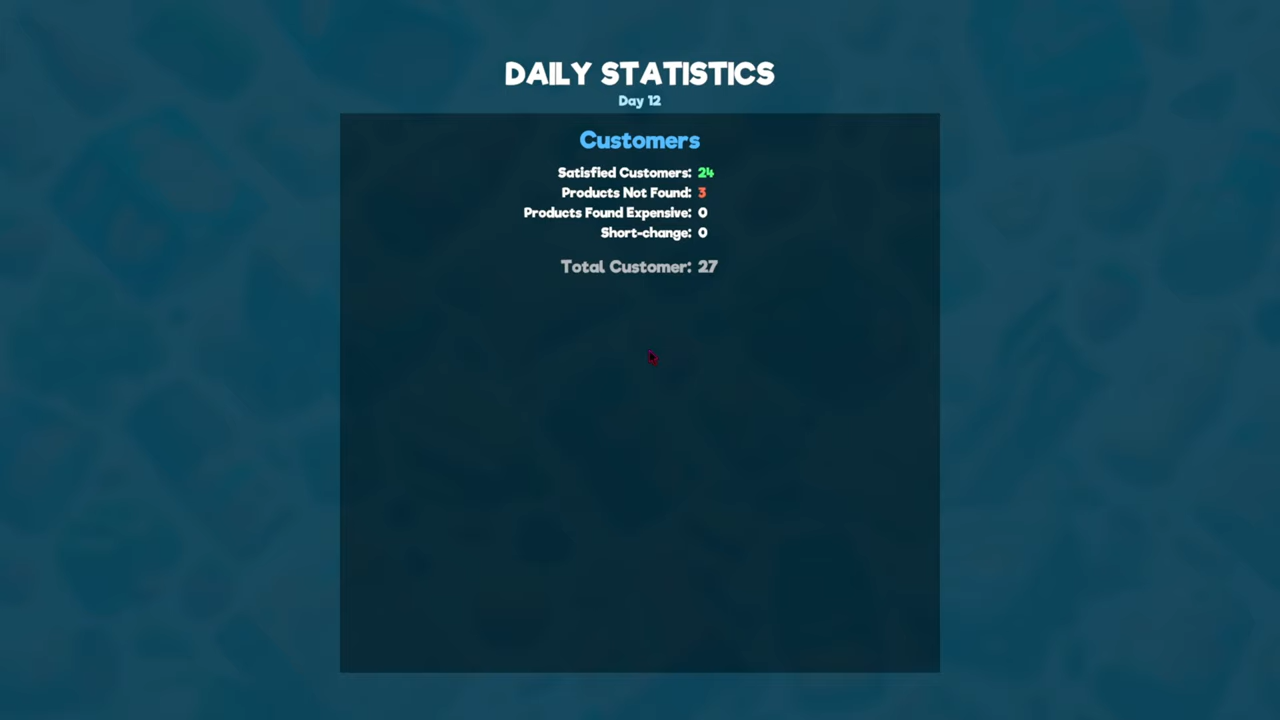 DAILY STATISTICS
Day 12
Customers
Satisfied Customers: 24
Products Not Found: 3
Products Found Expensive: 0
Short-change: 0
Total Customer: 27